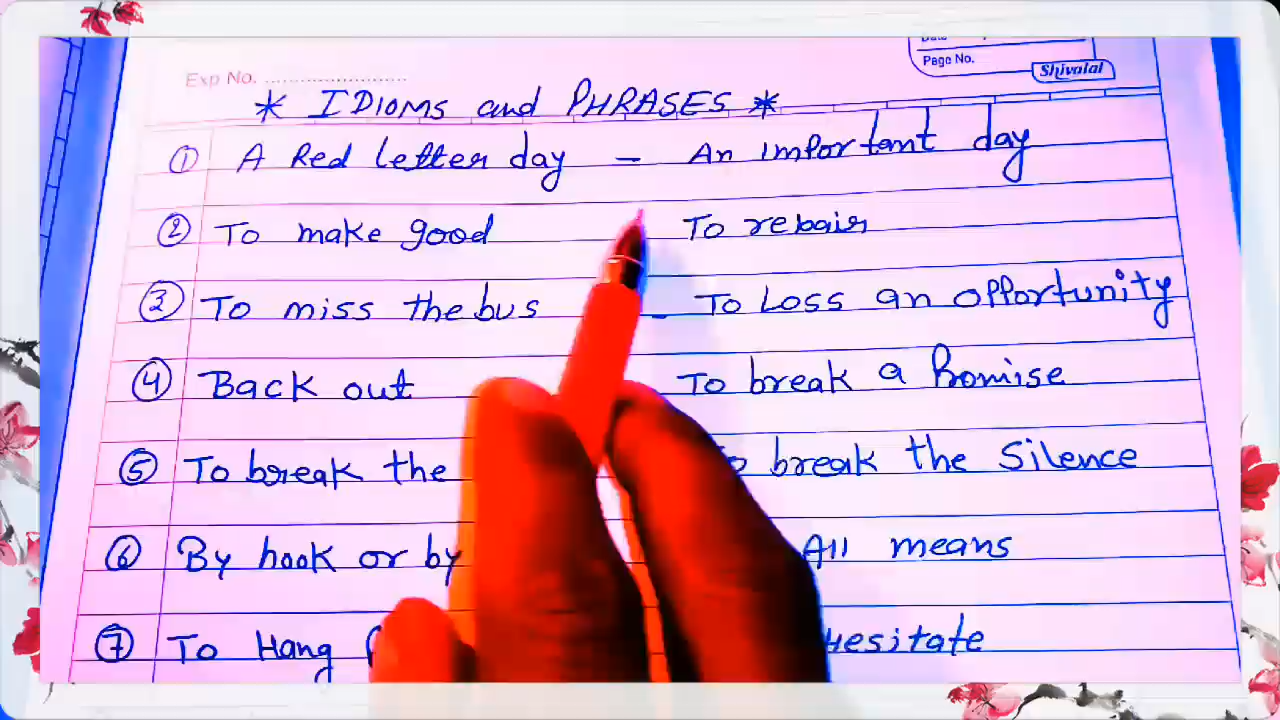 Page No.
Shivalal
Exp No. ........................
* IDioms and PHRASES *
① A Red letter day - An important day
② To make good To repair
③ To miss the bus - To Loss an opportunity
④ Back out To break a Promise
⑤ To break the break the Silence
⑥ By hook or by All means
⑦ To Hang Hesitate